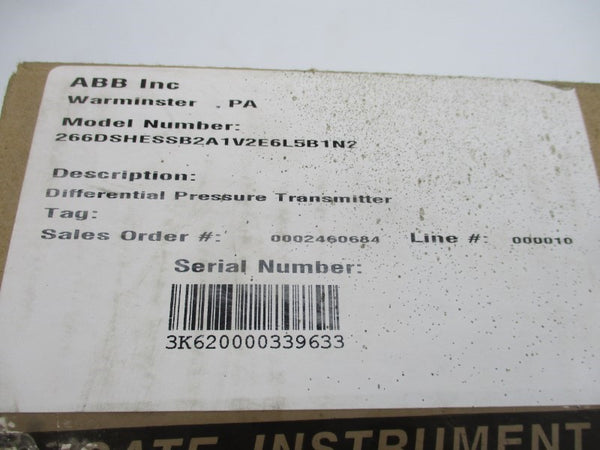 ABB Inc
Warminster , PA
Model Number:
266DSHESSB2A1V2E6L5B1N2
Description:
Differential Pressure Transmitter
Tag:
Sales Order #: 0002460684 Line #: 000010
Serial Number:
3K620000339633
INSTRUMENT